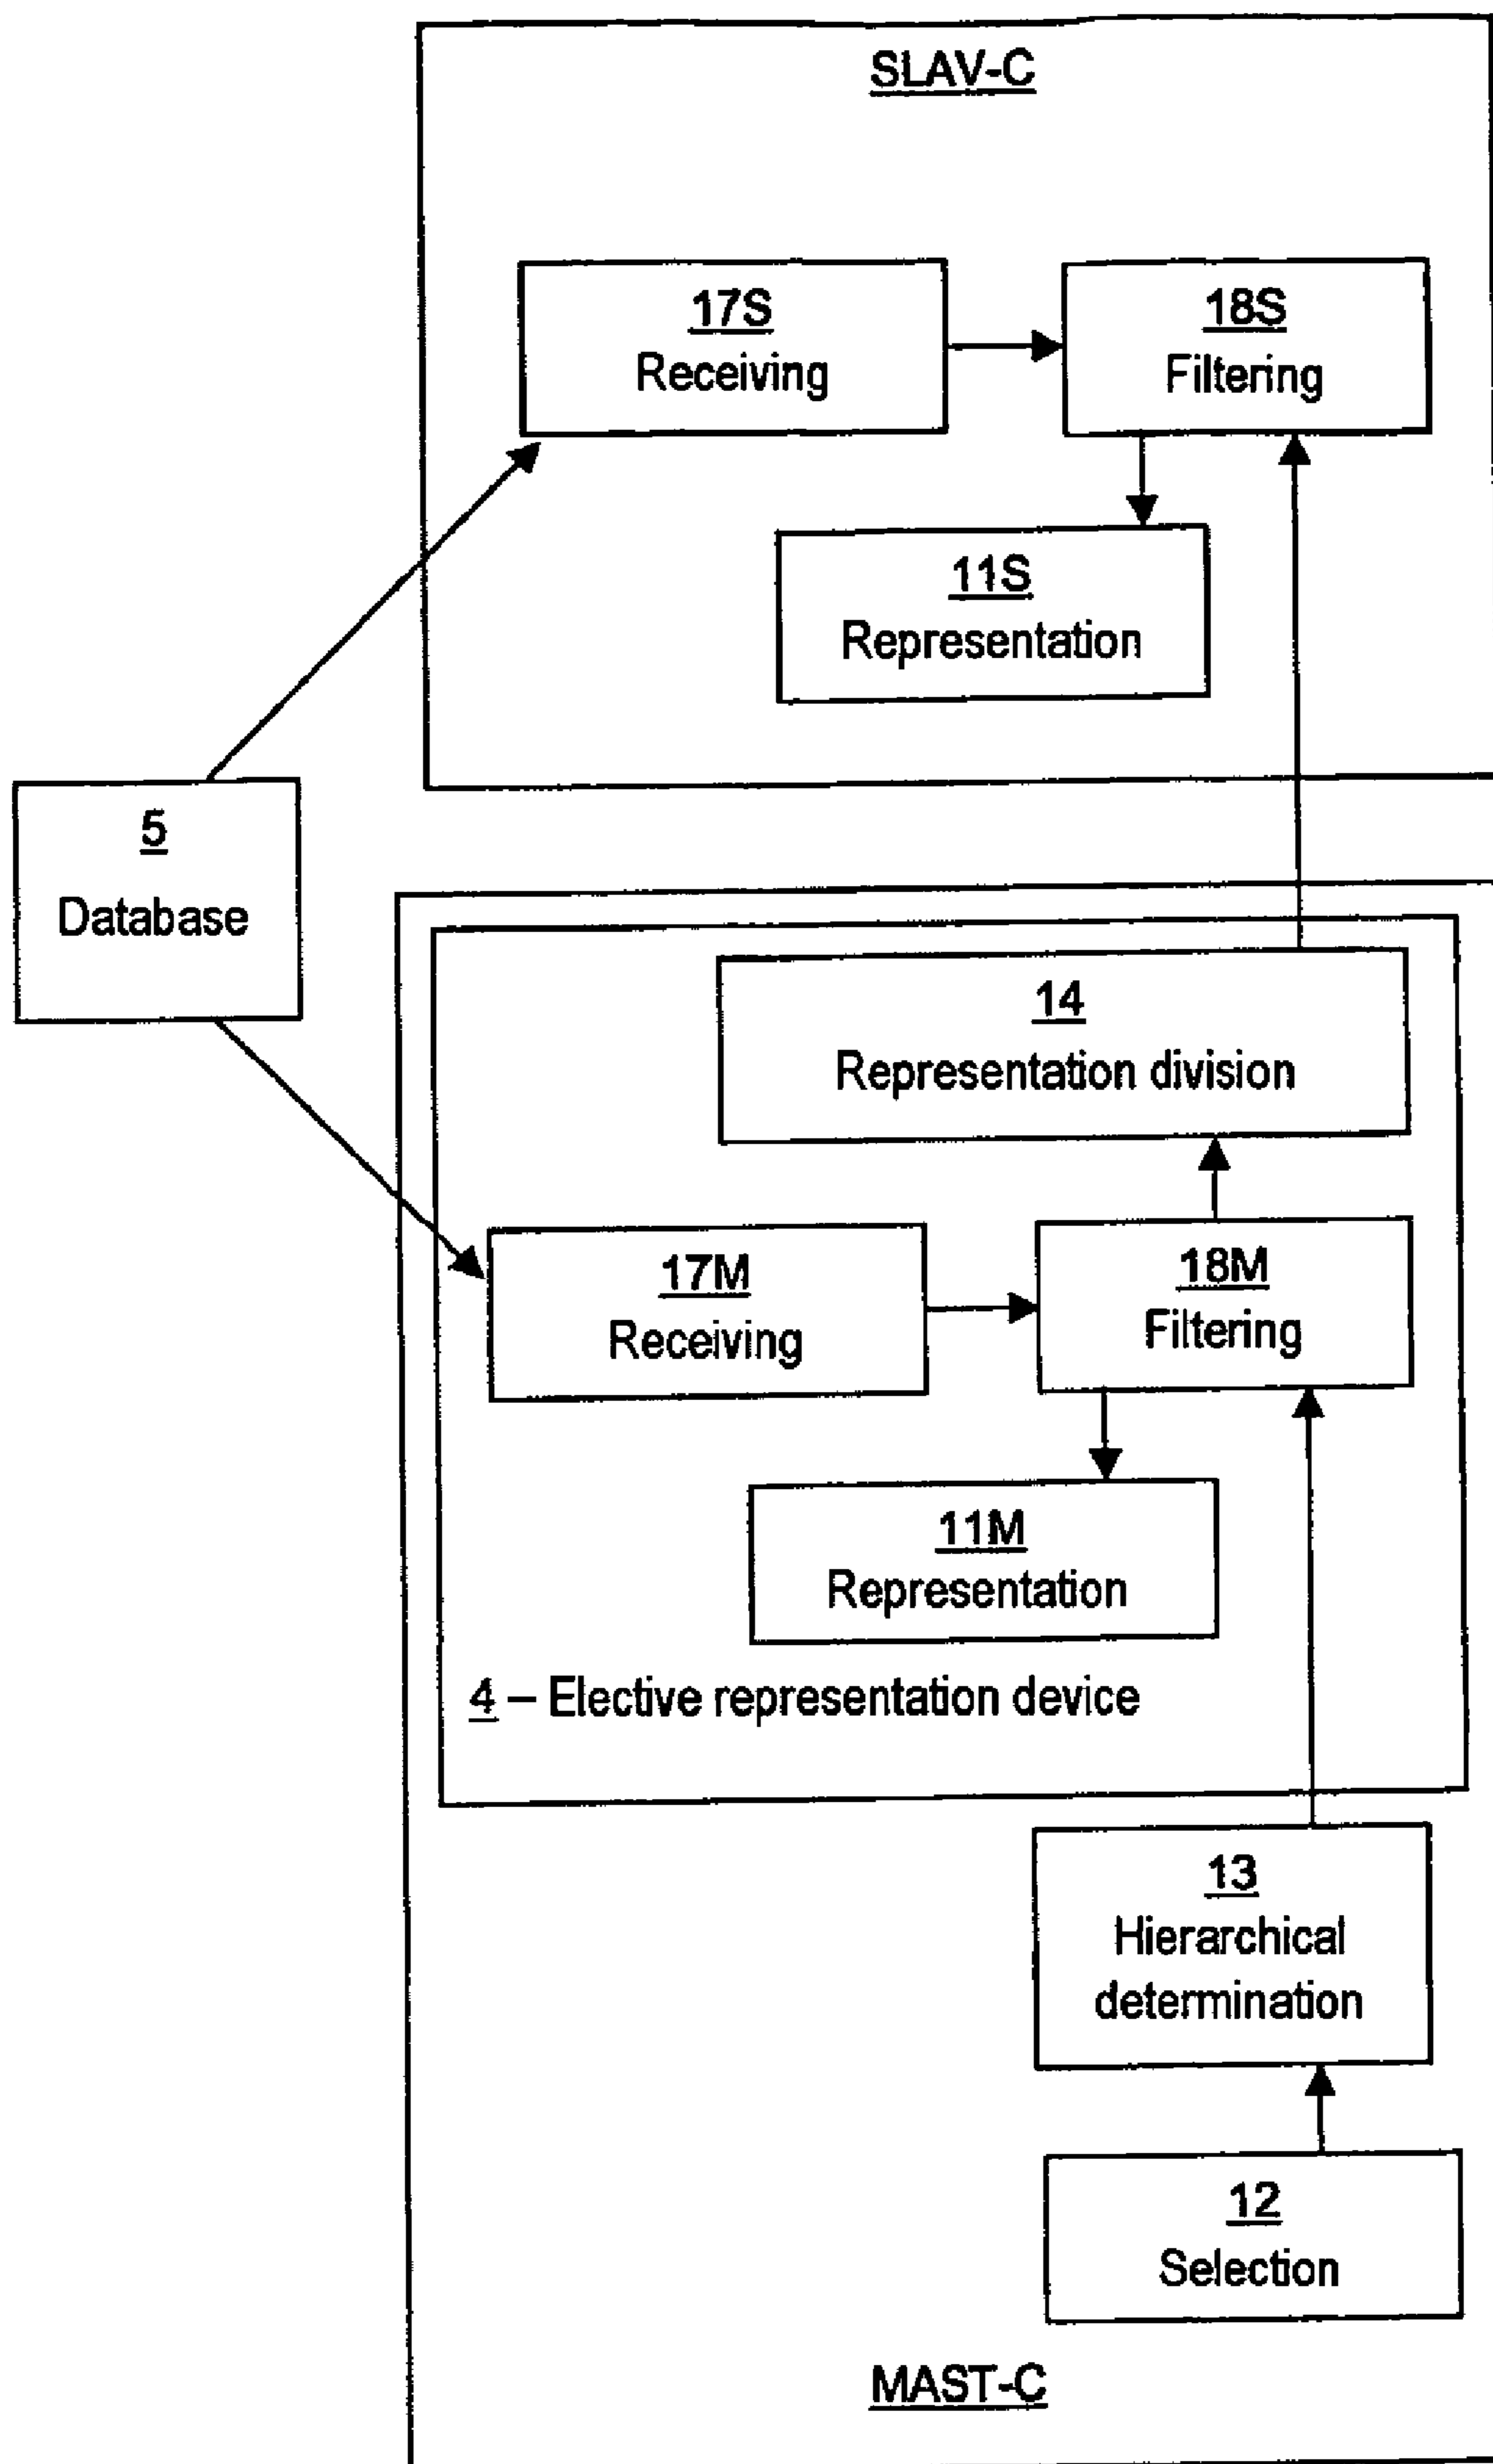 SLAV-C
17S
Receiving
18S
Filtering
11S
Representation
5
Database
14
Representation division
17M
Receiving
18M
Filtering
11M
Representation
4 – Elective representation device
13
Hierarchical
determination
12
Selection
MAST-C